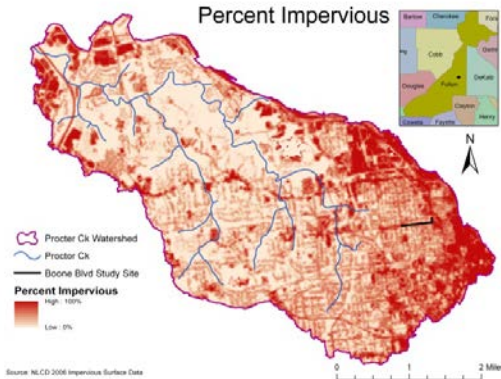 Percent Impervious
Bartow
Cherokee
Cobb
DeKalb
Douglas
Fulton
Clayton
Henry
Fayette
N
Procter Ck Watershed
Proctor Ck
Boone Blvd Study Site
Percent Impervious
High : 100%
Low : 0%
Source: NLCD 2006 Impervious Surface Data
0 1 2 Miles